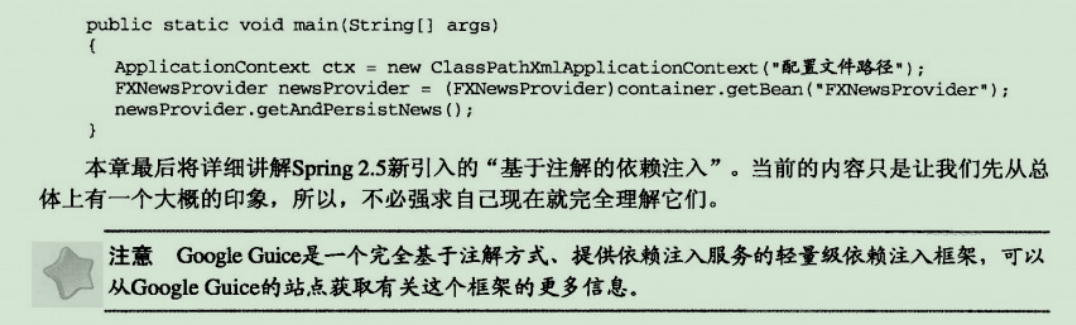 public static void main(String[] args)
{
ApplicationContext ctx = new ClassPathXmlApplicationContext("配置文件路径");
FXNewsProvider newsProvider = (FXNewsProvider)container.getBean("FXNewsProvider");
newsProvider.getAndPersistNews();
}
本章最后将详细讲解Spring 2.5新引入的“基于注解的依赖注入”。当前的内容只是让我们先从总
体上有一个大概的印象，所以，不必强求自己现在就完全理解它们。
注意 Google Guice是一个完全基于注解方式、提供依赖注入服务的轻量级依赖注入框架，可以
从Google Guice的站点获取有关这个框架的更多信息。